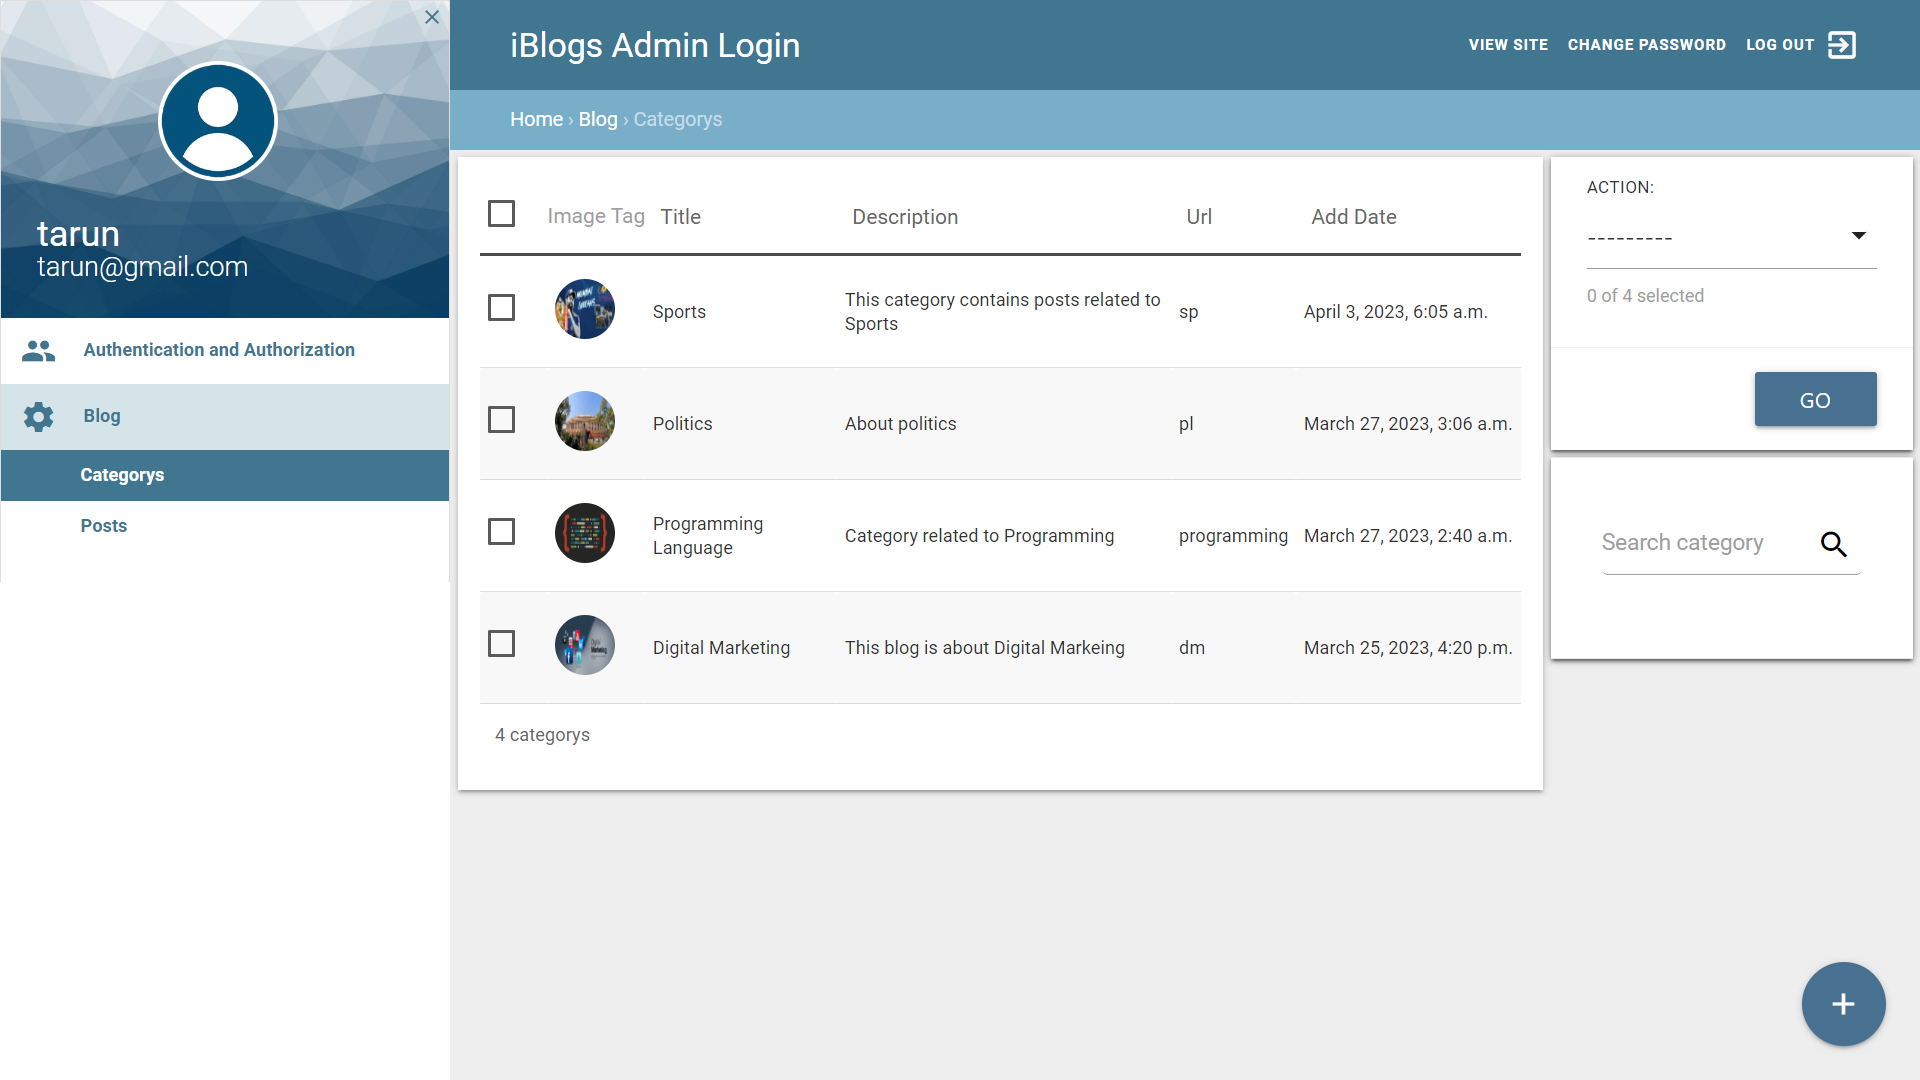 tarun
tarun@gmail.com
Authentication and Authorization
Blog
Categorys
Posts
iBlogs Admin Login
VIEW SITE CHANGE PASSWORD LOG OUT
Home › Blog › Categorys
Image Tag Title Description Url Add Date
Sports This category contains posts related to Sports sp April 3, 2023, 6:05 a.m.
Politics About politics pl March 27, 2023, 3:06 a.m.
Programming Language Category related to Programming programming March 27, 2023, 2:40 a.m.
Digital Marketing This blog is about Digital Markeing dm March 25, 2023, 4:20 p.m.
4 categorys
ACTION:
---------
0 of 4 selected
GO
Search category